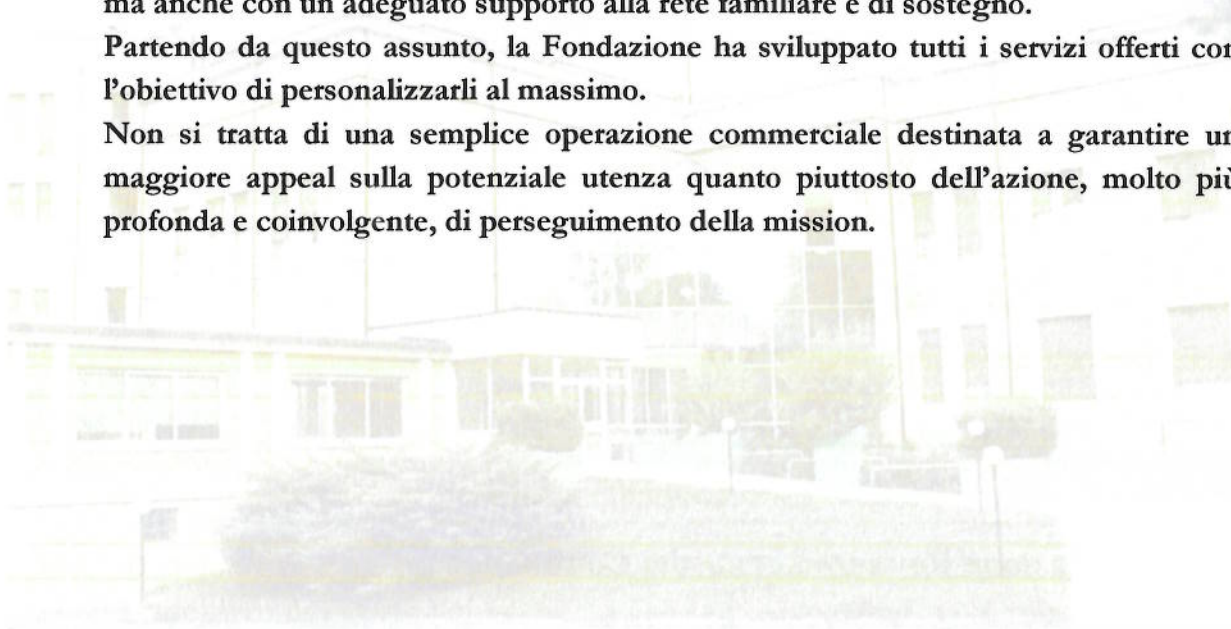 ma anche con un adeguato supporto alla rete familiare e di sostegno.
Partendo da questo assunto, la Fondazione ha sviluppato tutti i servizi offerti con
l'obiettivo di personalizzarli al massimo.
Non si tratta di una semplice operazione commerciale destinata a garantire un
maggiore appeal sulla potenziale utenza quanto piuttosto dell'azione, molto più
profonda e coinvolgente, di perseguimento della mission.